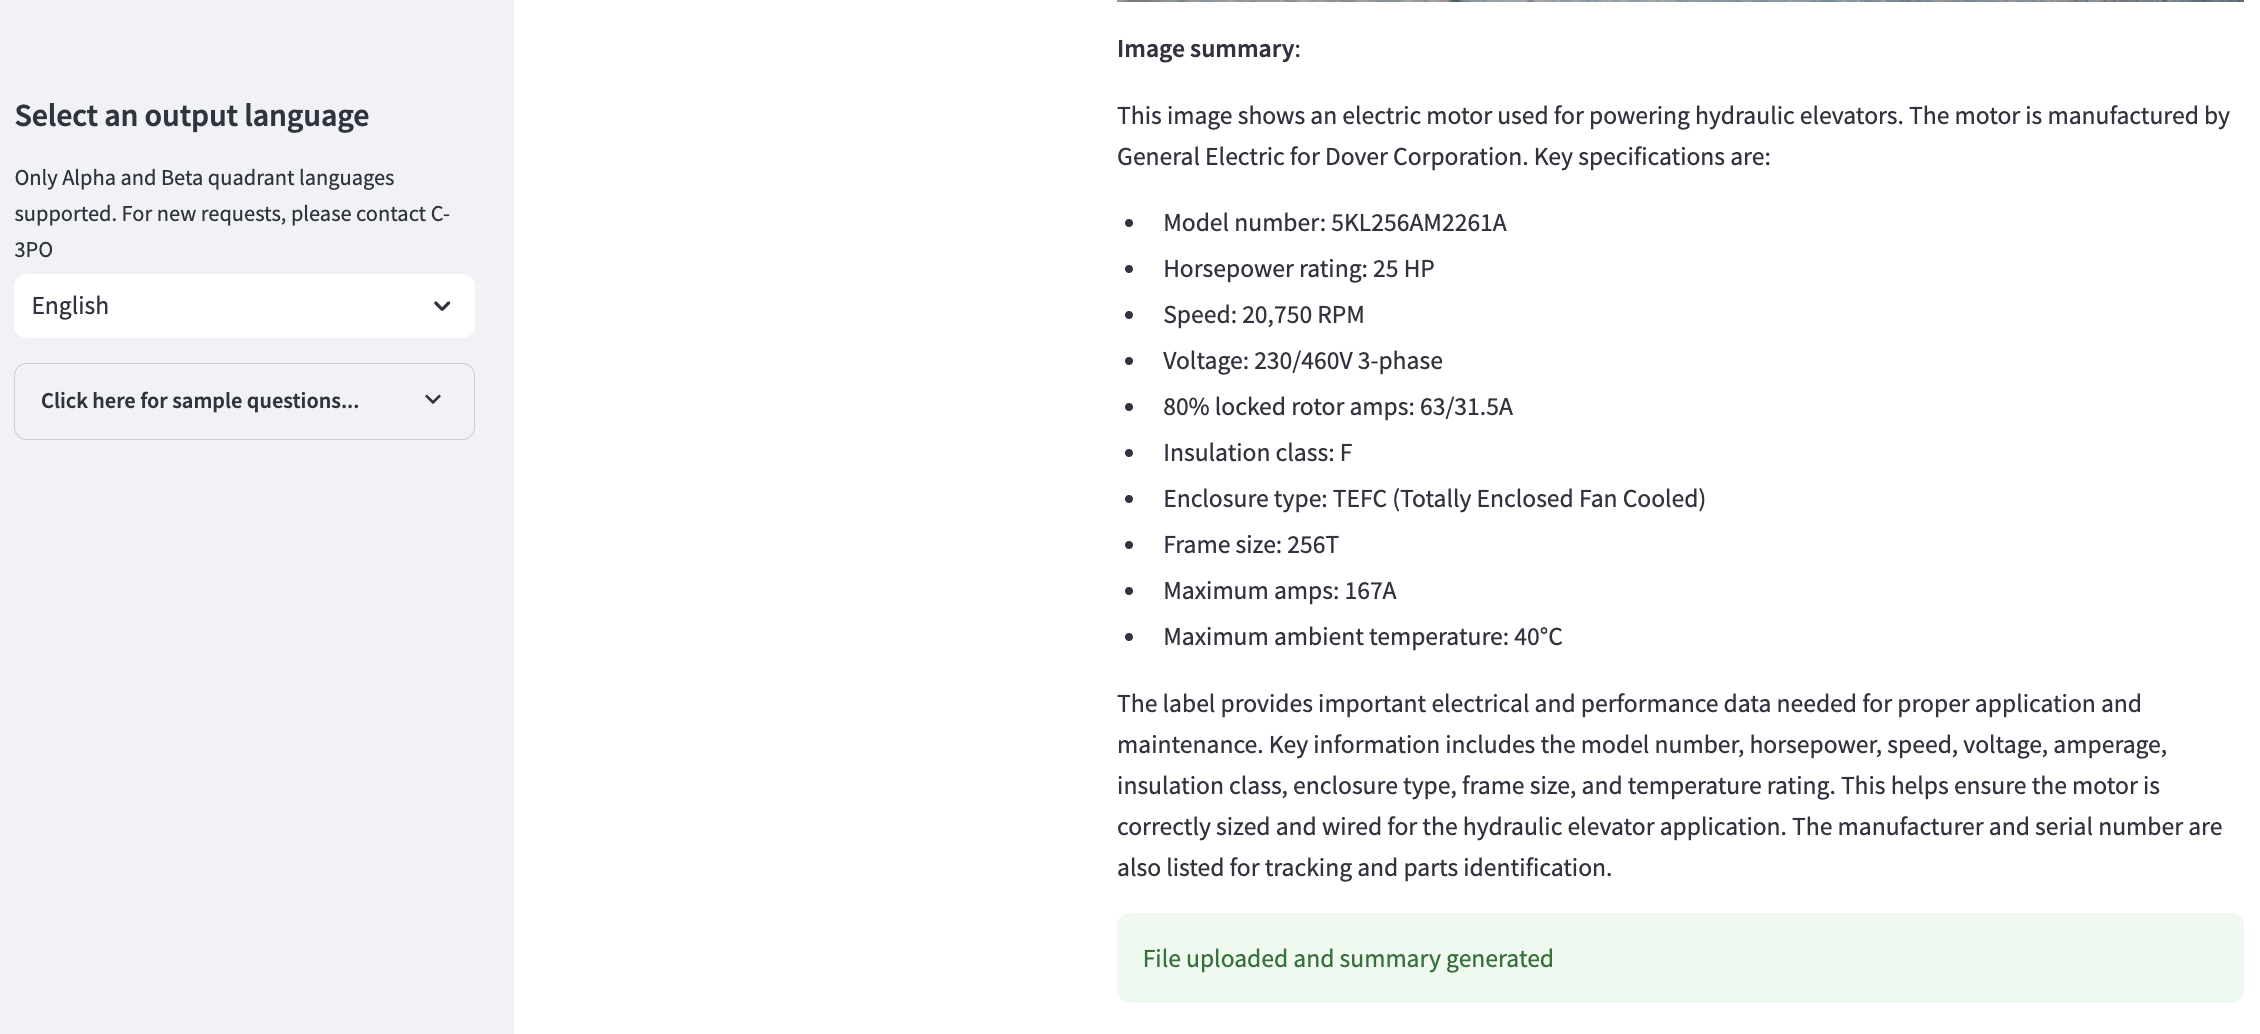 Select an output language
Only Alpha and Beta quadrant languages
supported. For new requests, please contact C-
3PO
English
Click here for sample questions...
Image summary:
This image shows an electric motor used for powering hydraulic elevators. The motor is manufactured by
General Electric for Dover Corporation. Key specifications are:
• Model number: 5KL256AM2261A
• Horsepower rating: 25 HP
• Speed: 20,750 RPM
• Voltage: 230/460V 3-phase
• 80% locked rotor amps: 63/31.5A
• Insulation class: F
• Enclosure type: TEFC (Totally Enclosed Fan Cooled)
• Frame size: 256T
• Maximum amps: 167A
• Maximum ambient temperature: 40°C
The label provides important electrical and performance data needed for proper application and
maintenance. Key information includes the model number, horsepower, speed, voltage, amperage,
insulation class, enclosure type, frame size, and temperature rating. This helps ensure the motor is
correctly sized and wired for the hydraulic elevator application. The manufacturer and serial number are
also listed for tracking and parts identification.
File uploaded and summary generated